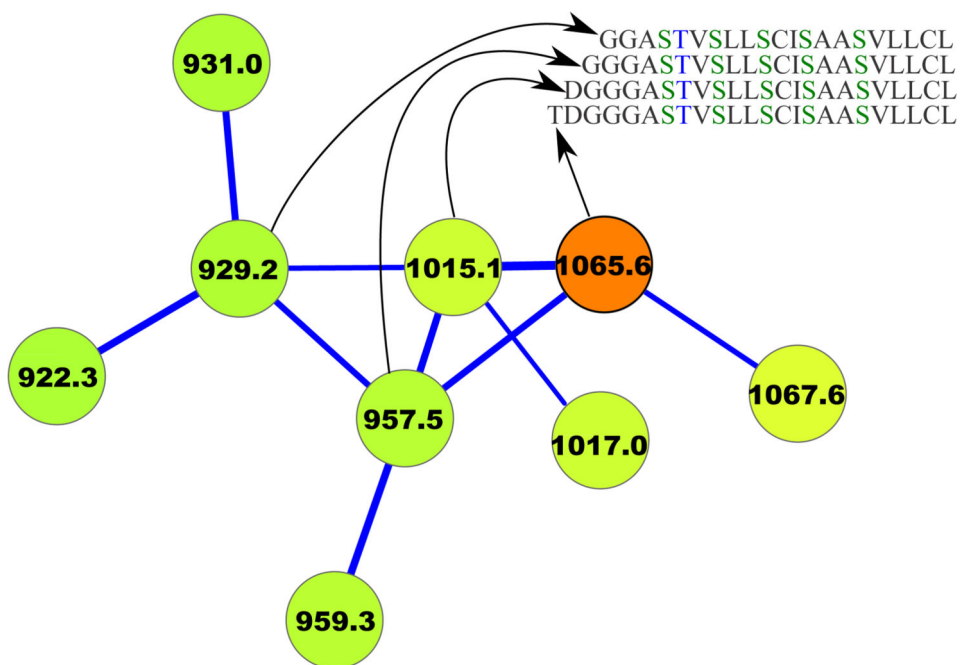 GGASTVSLLSCISAASVLLCL
GGGASTVSLLSCISAASVLLCL
DGGGASTVSLLSCISAASVLLCL
TDGGGASTVSLLSCISAASVLLCL
931.0
929.2
1015.1
1065.6
922.3
957.5
1017.0
1067.6
959.3